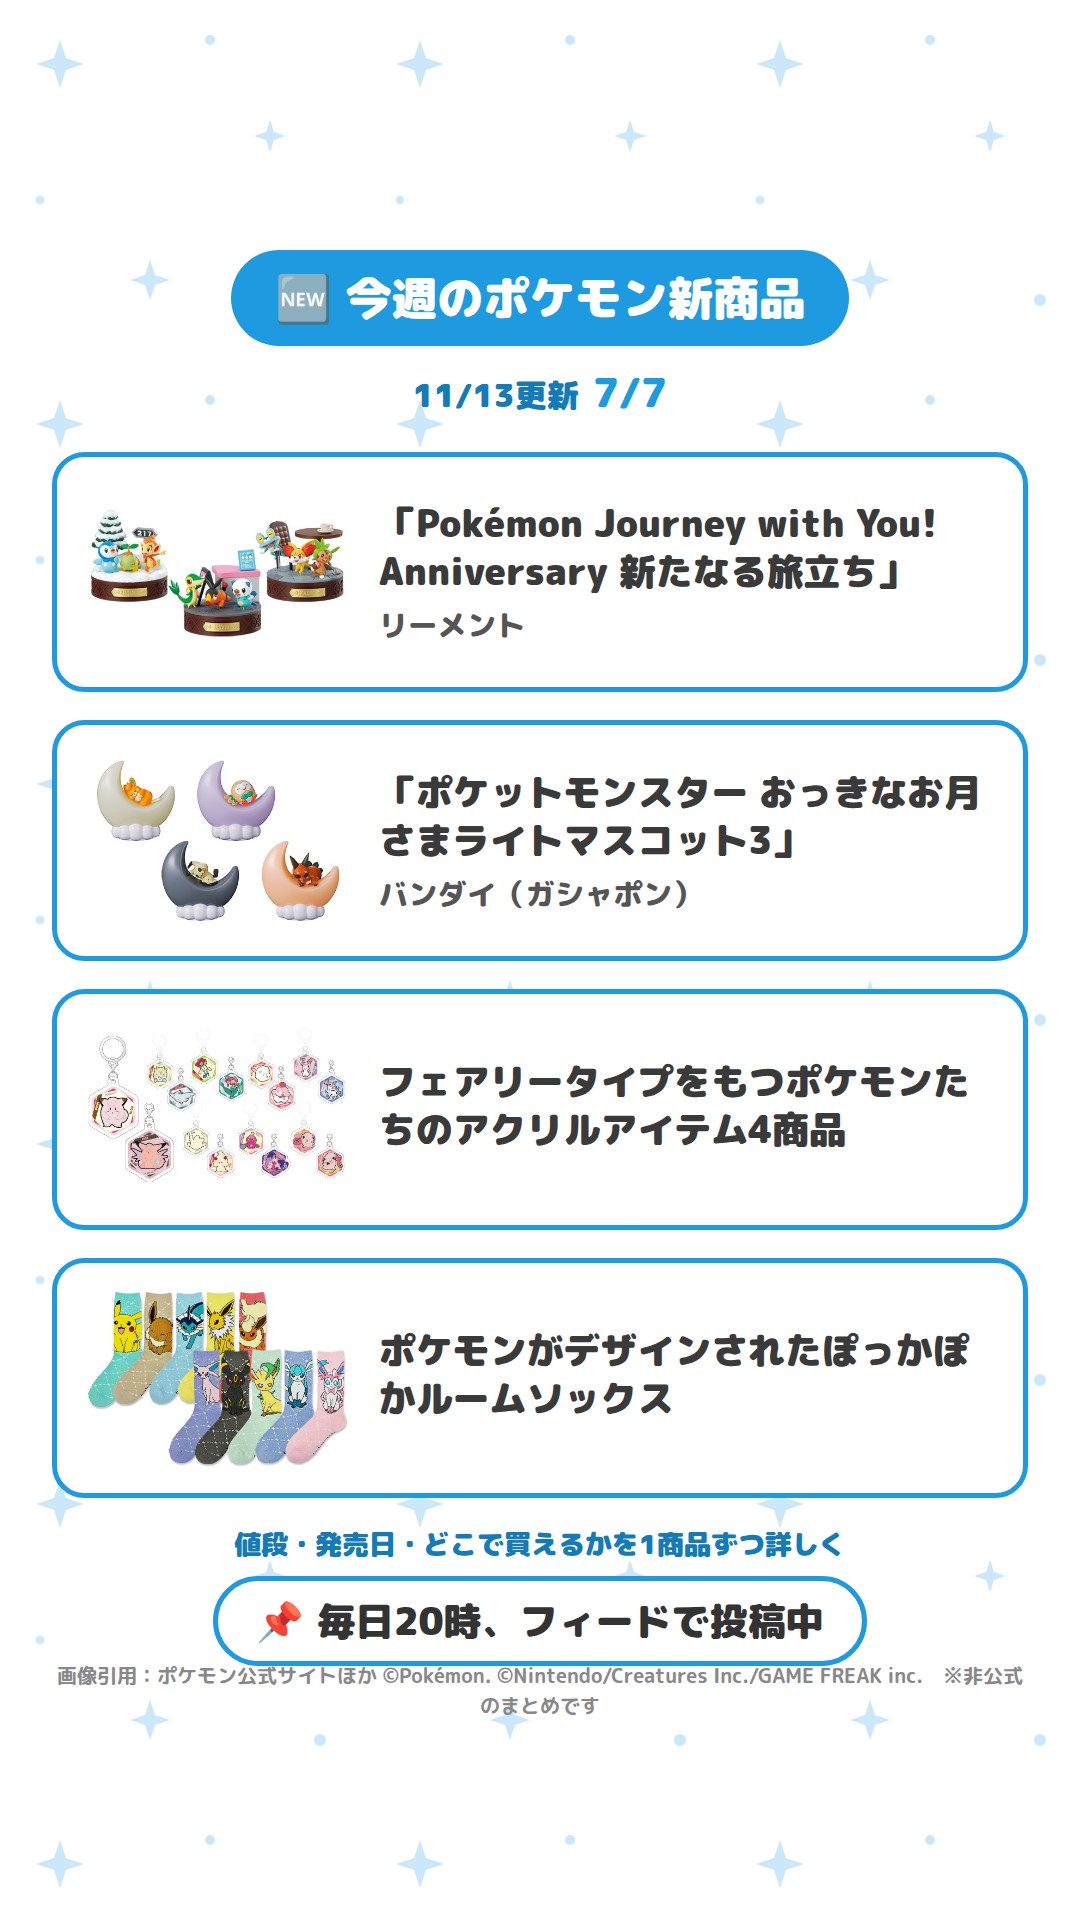 NEW 今週のポケモン新商品
11/13更新 7/7
「Pokémon Journey with You!
Anniversary 新たなる旅立ち」
リーメント
「ポケットモンスター おっきなお月
さまライトマスコット3」
バンダイ（ガシャポン）
フェアリータイプをもつポケモンた
ちのアクリルアイテム4商品
ポケモンがデザインされたぽっかぽ
かルームソックス
値段・発売日・どこで買えるかを1商品ずつ詳しく
📌 毎日20時、フィードで投稿中
画像引用：ポケモン公式サイトほか ©Pokémon. ©Nintendo/Creatures Inc./GAME FREAK inc.　※非公式
のまとめです